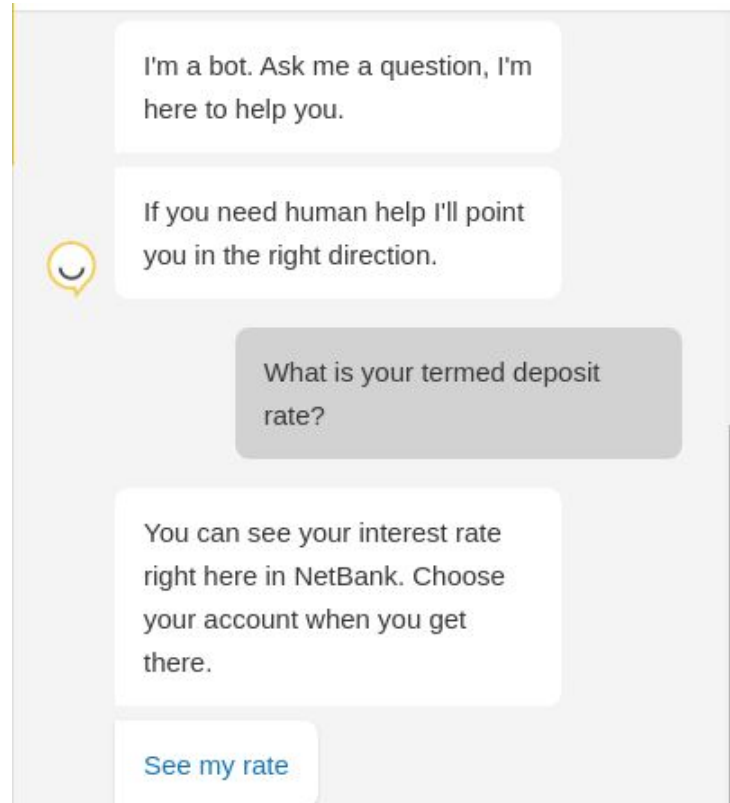 I'm a bot. Ask me a question, I'm
here to help you.
If you need human help I'll point
you in the right direction.
What is your termed deposit
rate?
You can see your interest rate
right here in NetBank. Choose
your account when you get
there.
See my rate